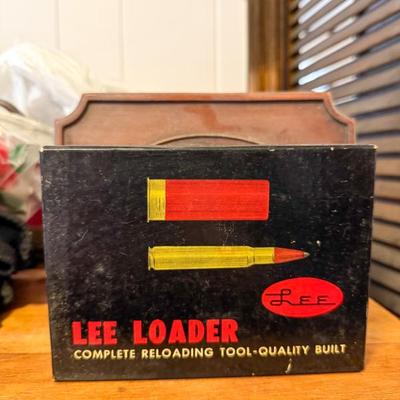 Lee
LEE LOADER
COMPLETE RELOADING TOOL-QUALITY BUILT